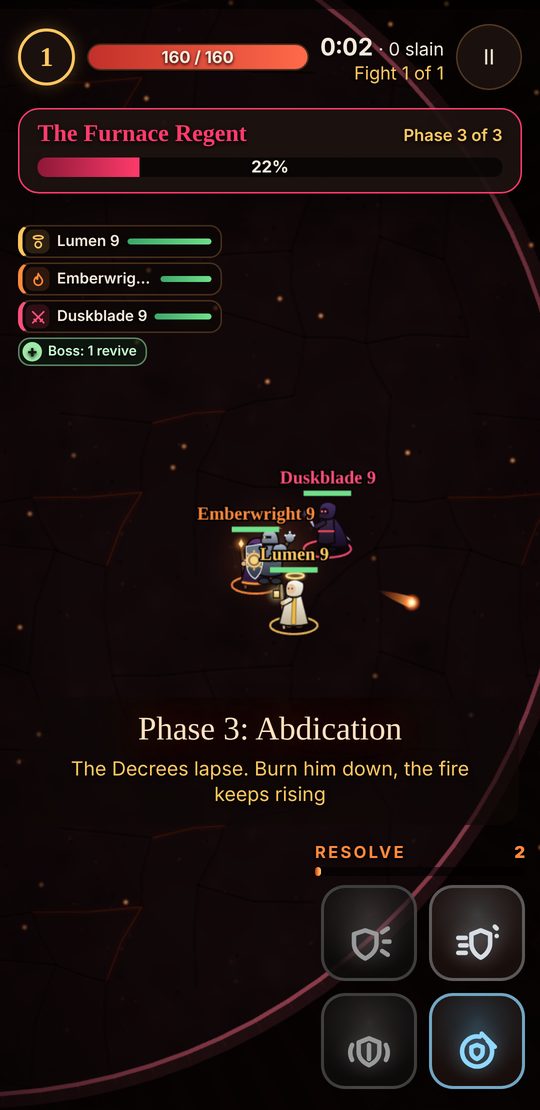 1
160 / 160
0:02 · 0 slain
Fight 1 of 1
The Furnace Regent
Phase 3 of 3
22%
Lumen 9
Emberwrig...
Duskblade 9
Boss: 1 revive
Duskblade 9
Emberwright 9
Lumen 9
Phase 3: Abdication
The Decrees lapse. Burn him down, the fire
keeps rising
RESOLVE 2